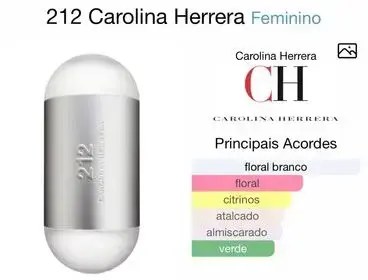 212 Carolina Herrera Feminino
Carolina Herrera
CH
CAROLINA HERRERA
Principais Acordes
floral branco
floral
citrinos
atalcado
almiscarado
verde
212